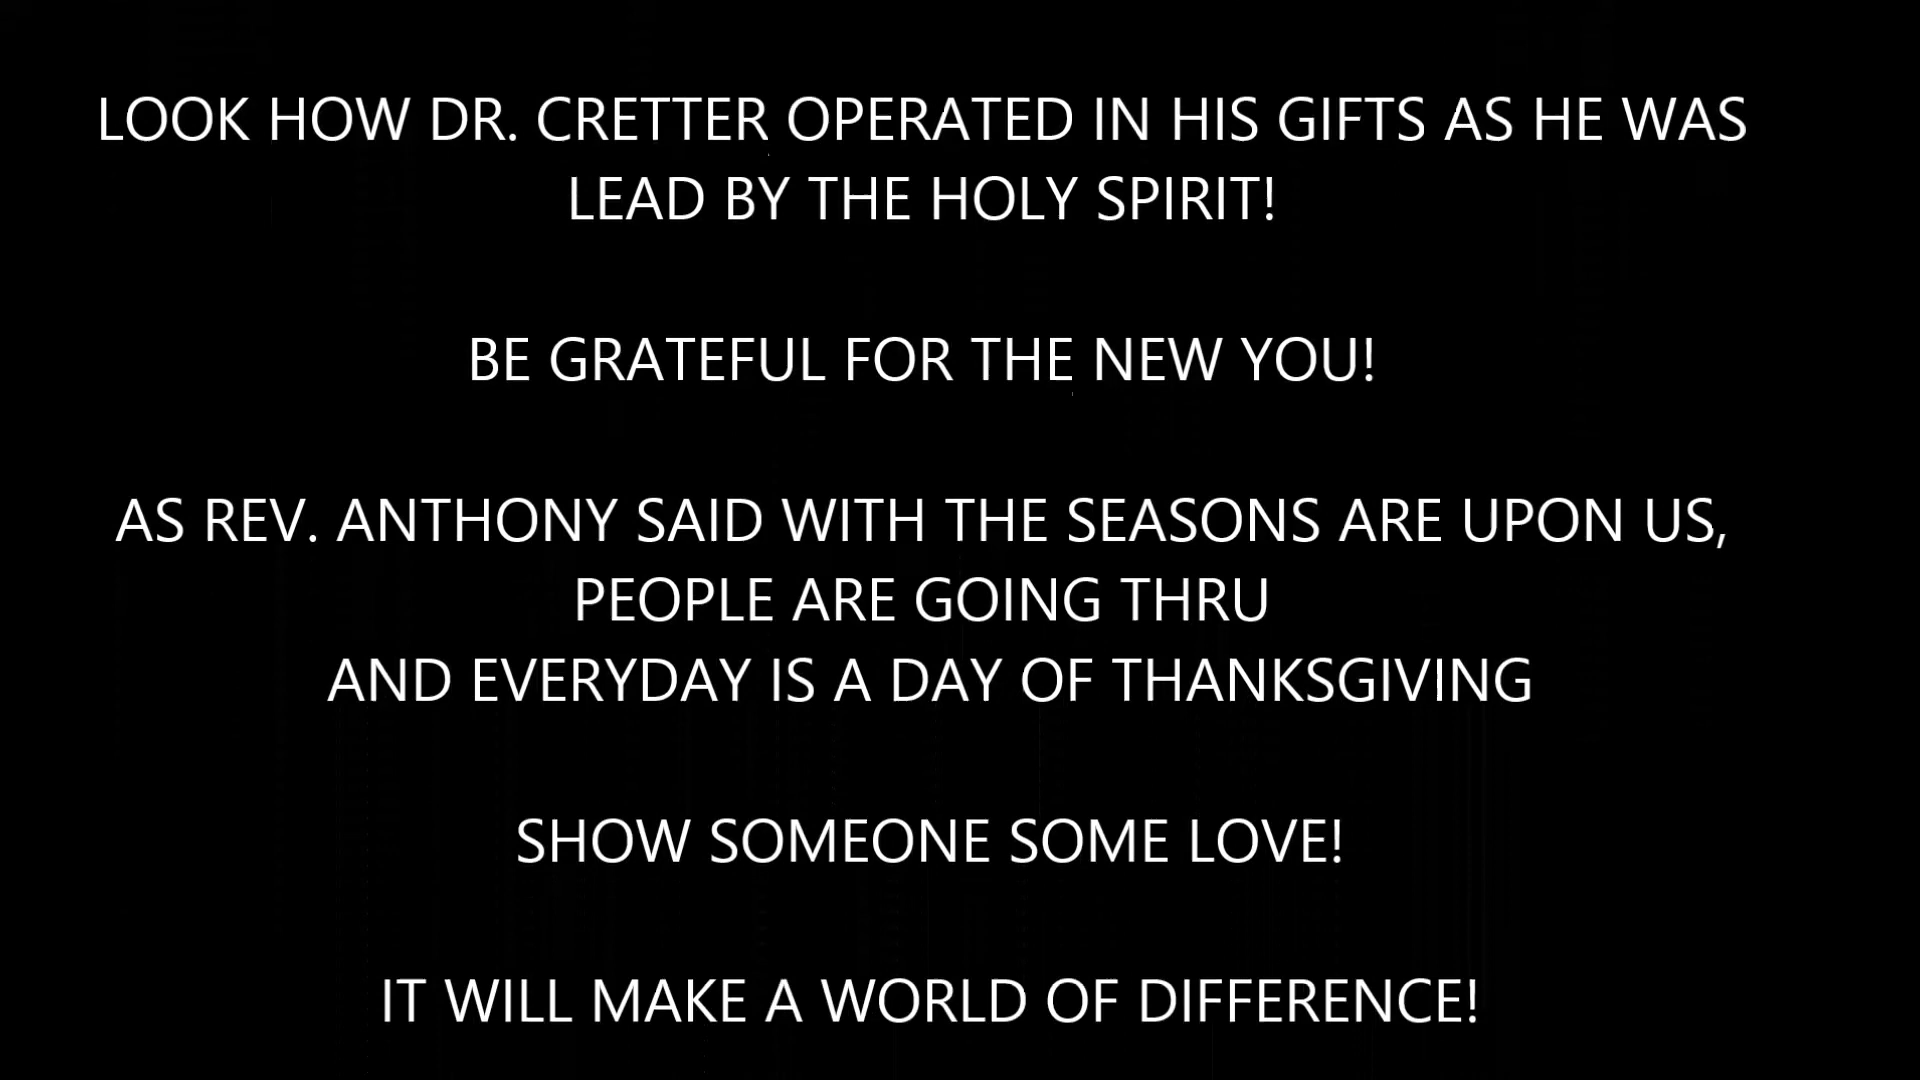 LOOK HOW DR. CRETTER OPERATED IN HIS GIFTS AS HE WAS
LEAD BY THE HOLY SPIRIT!
BE GRATEFUL FOR THE NEW YOU!
AS REV. ANTHONY SAID WITH THE SEASONS ARE UPON US,
PEOPLE ARE GOING THRU
AND EVERYDAY IS A DAY OF THANKSGIVING
SHOW SOMEONE SOME LOVE!
IT WILL MAKE A WORLD OF DIFFERENCE!